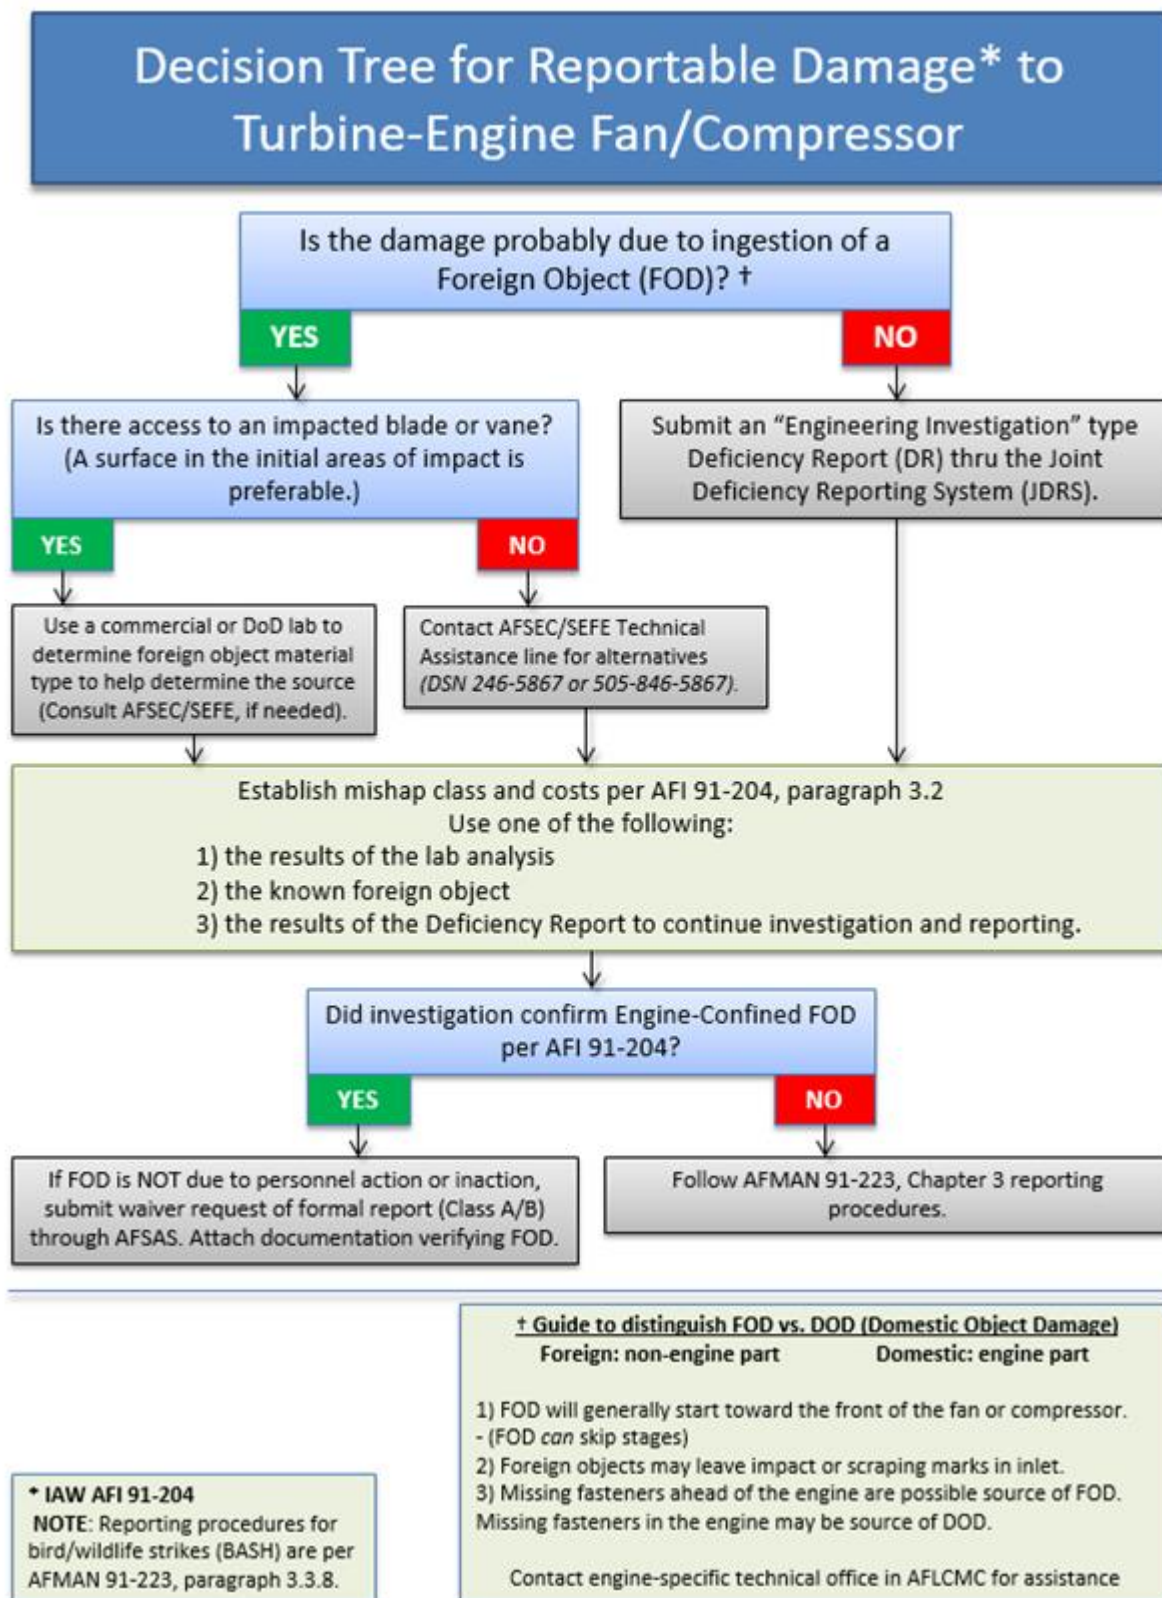 Decision Tree for Reportable Damage* to
Turbine-Engine Fan/Compressor
Is the damage probably due to ingestion of a
Foreign Object (FOD)? †
YES
NO
Is there access to an impacted blade or vane?
(A surface in the initial areas of impact is
preferable.)
YES
NO
Submit an “Engineering Investigation” type
Deficiency Report (DR) thru the Joint
Deficiency Reporting System (JDRS).
Use a commercial or DoD lab to
determine foreign object material
type to help determine the source
(Consult AFSEC/SEFE, if needed).
Contact AFSEC/SEFE Technical
Assistance line for alternatives
(DSN 246-5867 or 505-846-5867).
Establish mishap class and costs per AFI 91-204, paragraph 3.2
Use one of the following:
1) the results of the lab analysis
2) the known foreign object
3) the results of the Deficiency Report to continue investigation and reporting.
Did investigation confirm Engine-Confined FOD
per AFI 91-204?
YES
NO
If FOD is NOT due to personnel action or inaction,
submit waiver request of formal report (Class A/B)
through AFSAS. Attach documentation verifying FOD.
Follow AFMAN 91-223, Chapter 3 reporting
procedures.
* IAW AFI 91-204
NOTE: Reporting procedures for
bird/wildlife strikes (BASH) are per
AFMAN 91-223, paragraph 3.3.8.
† Guide to distinguish FOD vs. DOD (Domestic Object Damage)
Foreign: non-engine part Domestic: engine part
1) FOD will generally start toward the front of the fan or compressor.
- (FOD can skip stages)
2) Foreign objects may leave impact or scraping marks in inlet.
3) Missing fasteners ahead of the engine are possible source of FOD.
Missing fasteners in the engine may be source of DOD.
Contact engine-specific technical office in AFLCMC for assistance